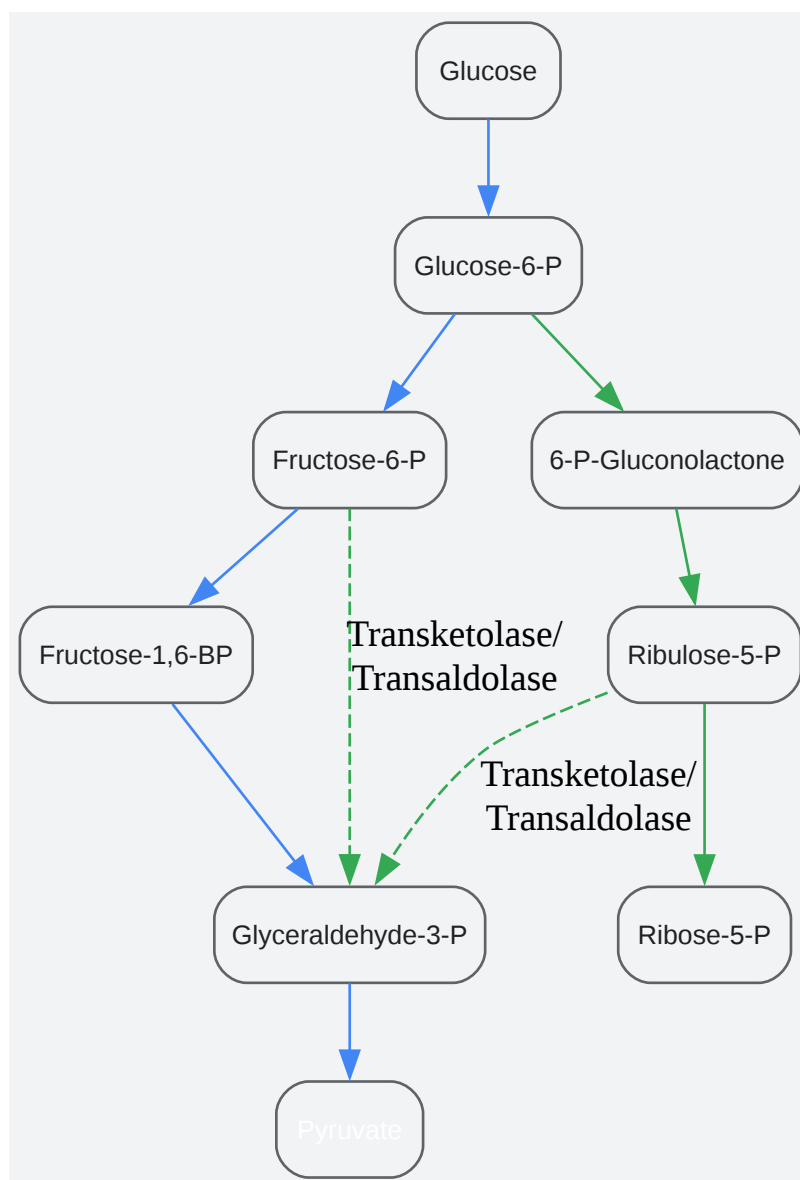 Glucose
Glucose-6-P
Fructose-6-P
6-P-Gluconolactone
Fructose-1,6-BP
Transketolase/
Transaldolase
Ribulose-5-P
Transketolase/
Transaldolase
Glyceraldehyde-3-P
Ribose-5-P
Pyruvate